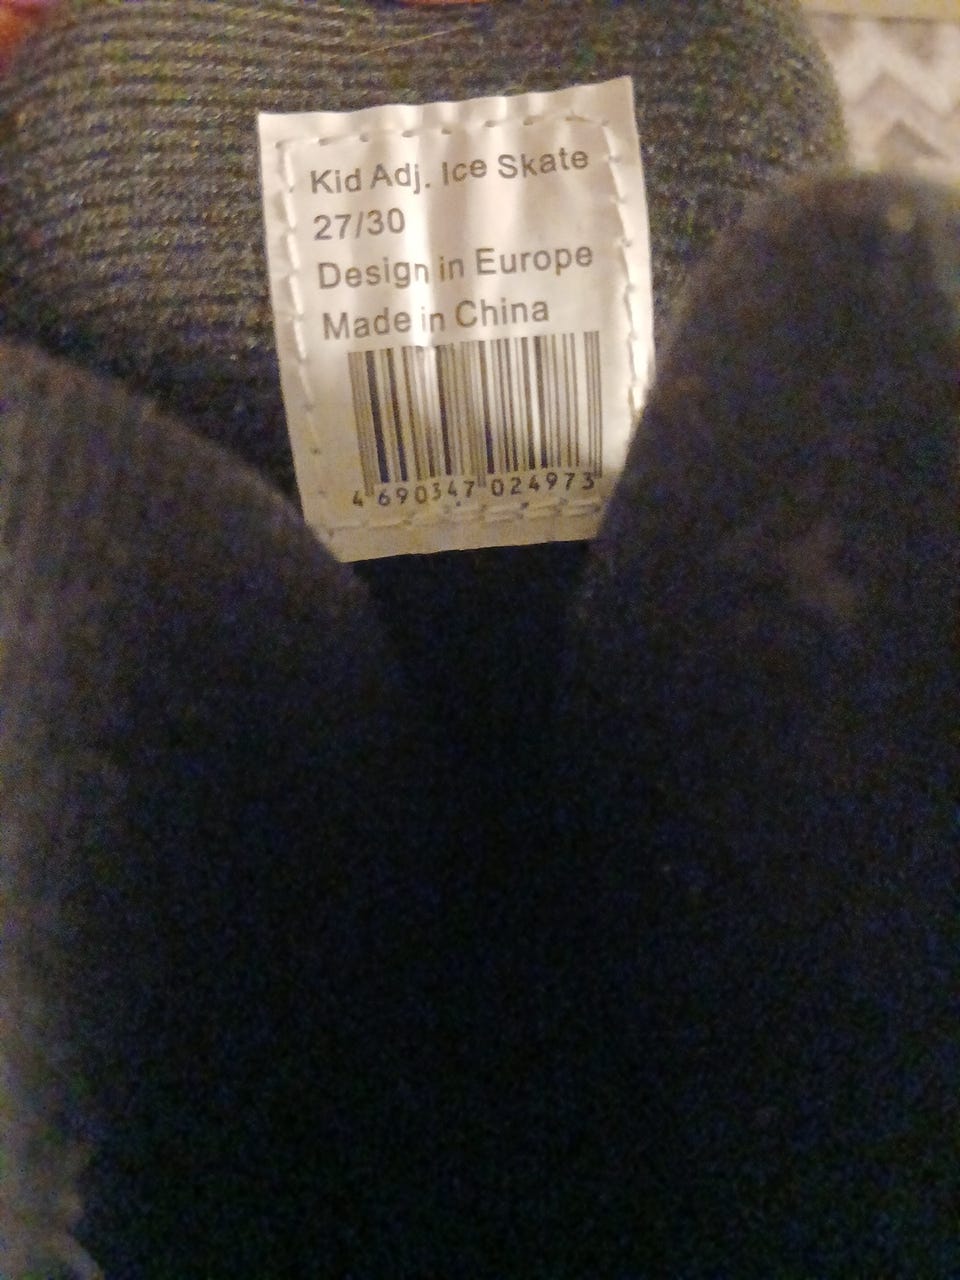 Kid Adj. Ice Skate
27/30
Design in Europe
Made in China
4 690347 024973